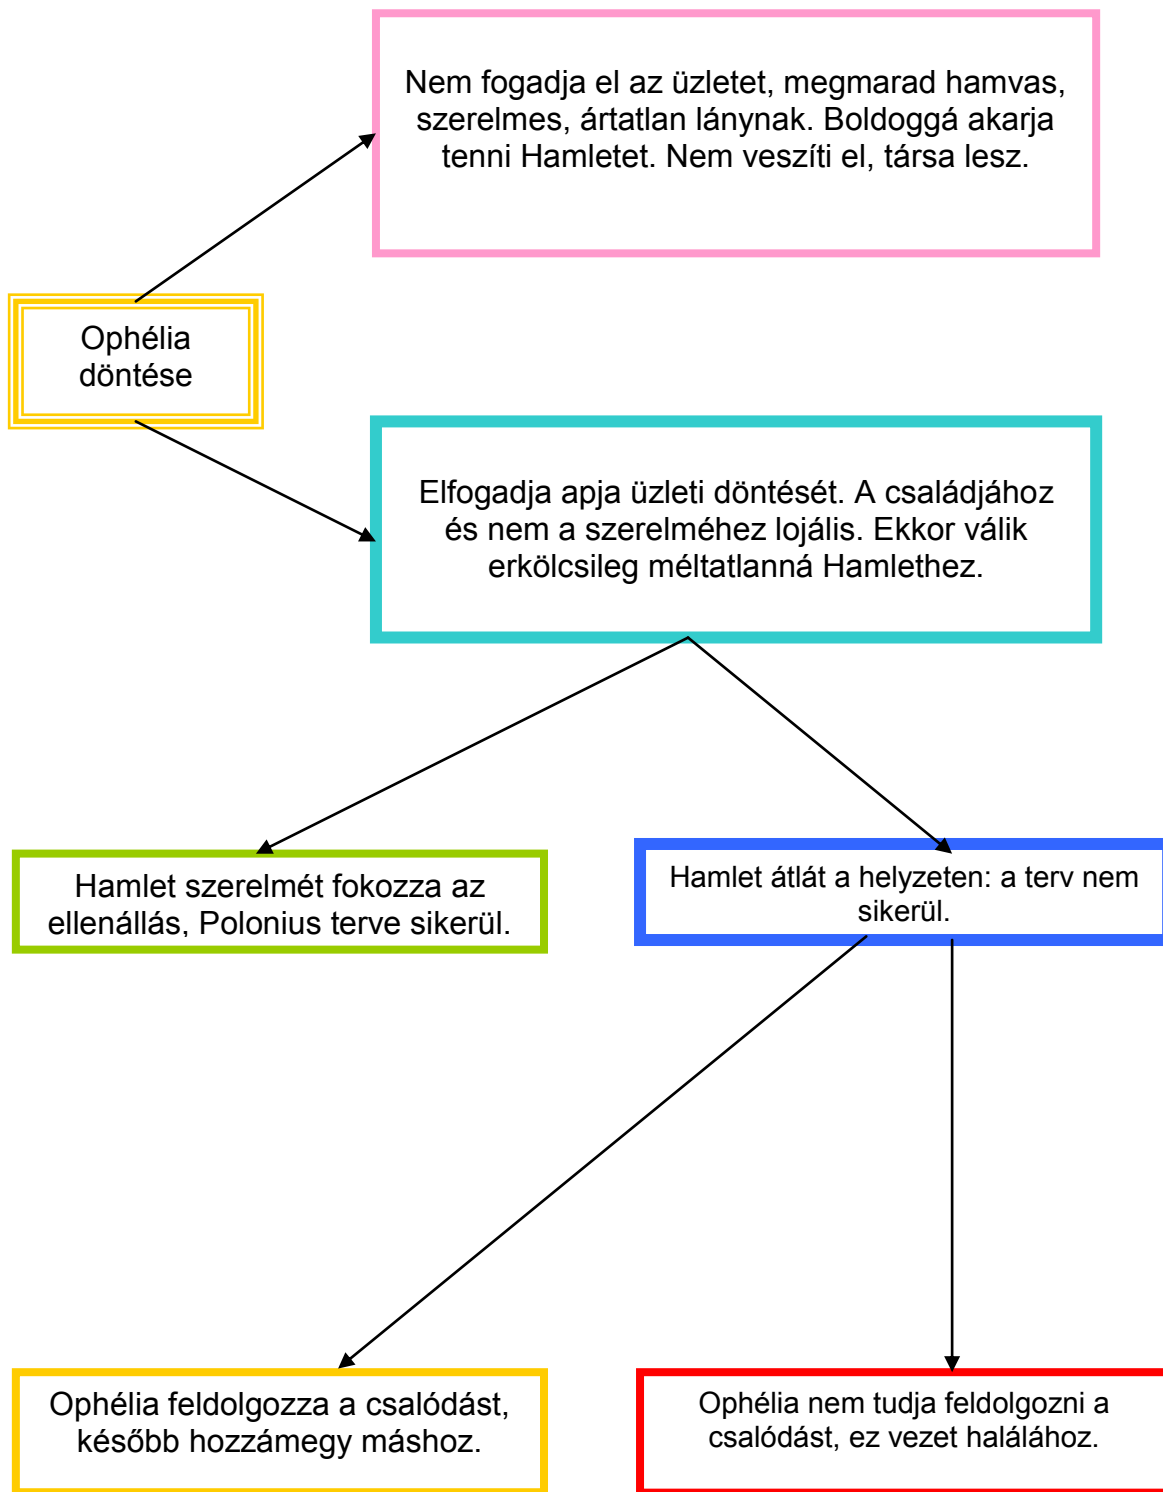 Nem fogadja el az üzletet, megmarad hamvas,
szerelmes, ártatlan lánynak. Boldoggá akarja
tenni Hamletet. Nem veszíti el, társa lesz.
Ophélia
döntése
Elfogadja apja üzleti döntését. A családjához
és nem a szerelméhez lojális. Ekkor válik
erkölcsileg méltatlanná Hamlethez.
Hamlet szerelmét fokozza az
ellenállás, Polonius terve sikerül.
Hamlet átlát a helyzeten: a terv nem
sikerül.
Ophélia feldolgozza a csalódást,
később hozzámegy máshoz.
Ophélia nem tudja feldolgozni a
csalódást, ez vezet halálához.